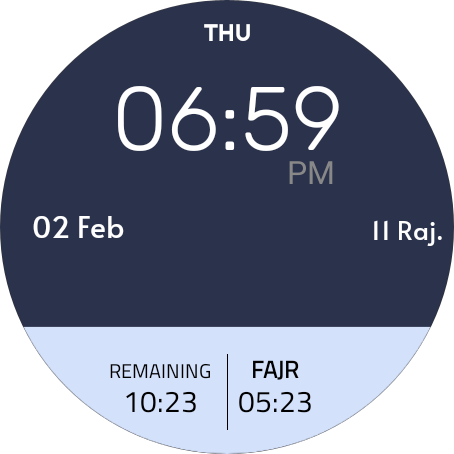 THU
06:59
PM
02 Feb
11 Raj.
REMAINING
FAJR
10:23
05:23